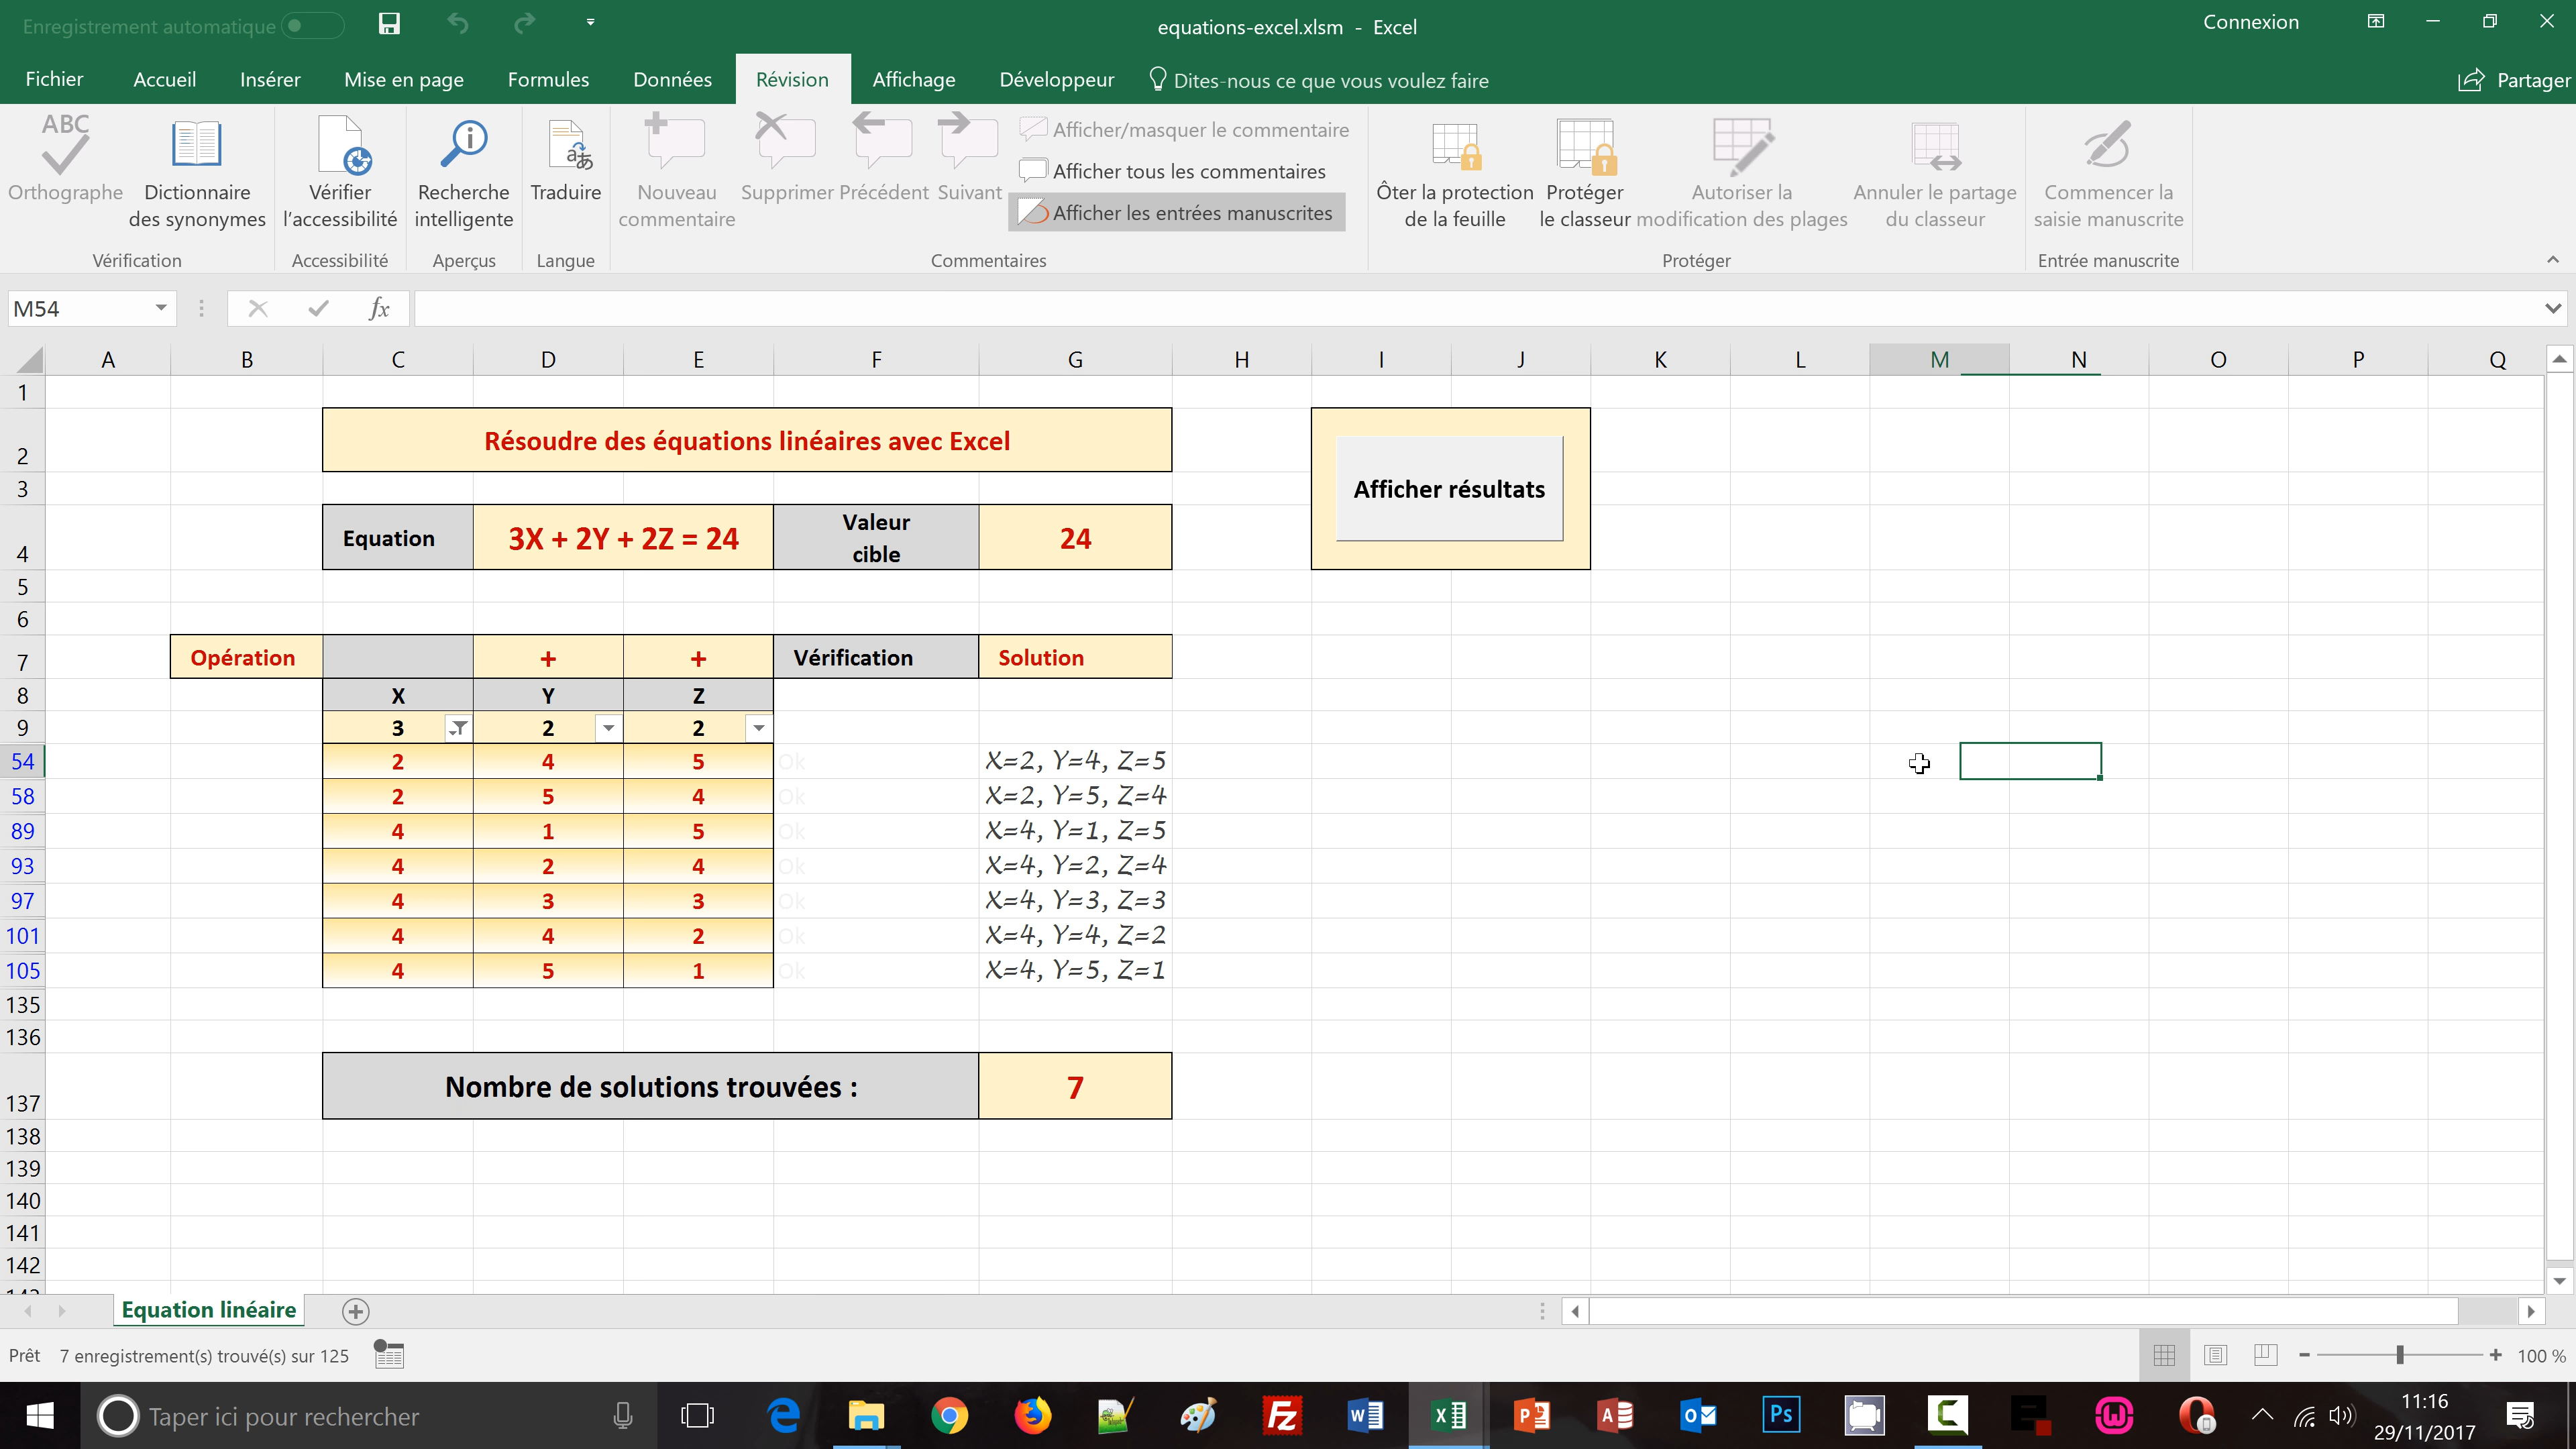 Enregistrement automatique
equations-excel.xlsm - Excel
Connexion
Fichier Accueil Insérer Mise en page Formules Données Révision Affichage Développeur Dites-nous ce que vous voulez faire Partager
ABC
Orthographe
Dictionnaire des synonymes
Vérification
Vérifier l'accessibilité
Accessibilité
Recherche intelligente
Aperçus
Traduire
Langue
Nouveau commentaire
Supprimer
Précédent
Suivant
Afficher/masquer le commentaire
Afficher tous les commentaires
Afficher les entrées manuscrites
Commentaires
Ôter la protection de la feuille
Protéger le classeur
Autoriser la modification des plages
Annuler le partage du classeur
Protéger
Commencer la saisie manuscrite
Entrée manuscrite
M54
fx
A B C D E F G H I J K L M N O P Q
1
2 Résoudre des équations linéaires avec Excel
Afficher résultats
3
4 Equation 3X + 2Y + 2Z = 24 Valeur cible 24
5
6
7 Opération + + Vérification Solution
8 X Y Z
9 3 2 2
54 2 4 5 Ok X=2, Y=4, Z=5
58 2 5 4 Ok X=2, Y=5, Z=4
89 4 1 5 Ok X=4, Y=1, Z=5
93 4 2 4 Ok X=4, Y=2, Z=4
97 4 3 3 Ok X=4, Y=3, Z=3
101 4 4 2 Ok X=4, Y=4, Z=2
105 4 5 1 Ok X=4, Y=5, Z=1
135
136
137 Nombre de solutions trouvées : 7
138
139
140
141
142
Equation linéaire
Prêt 7 enregistrement(s) trouvé(s) sur 125
100 %
Taper ici pour rechercher
11:16
29/11/2017